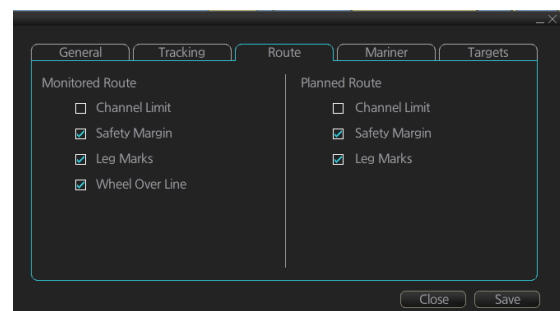 General Tracking Route Mariner Targets
Monitored Route
Channel Limit
Safety Margin
Leg Marks
Wheel Over Line
Planned Route
Channel Limit
Safety Margin
Leg Marks
Close Save